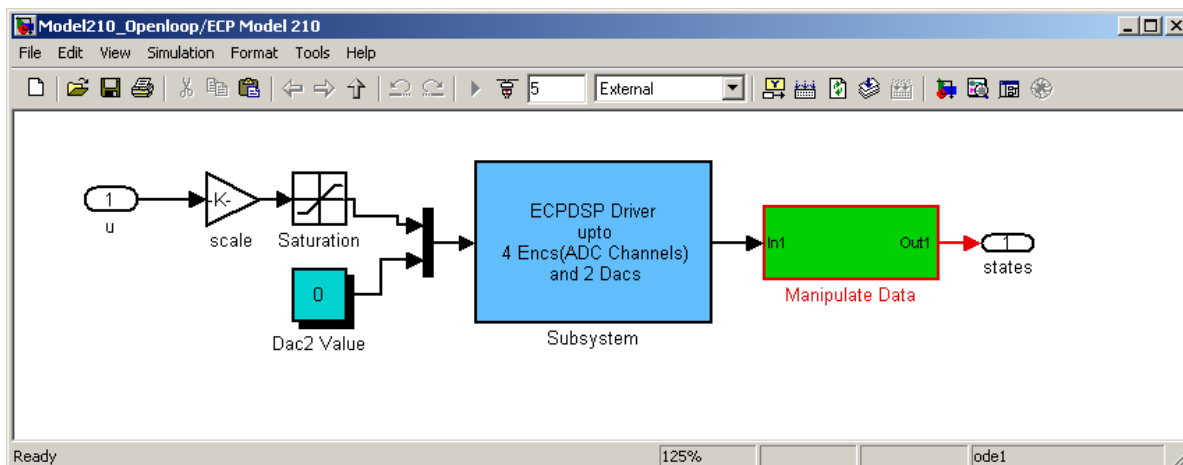 Model210_Openloop/ECP Model 210
File Edit View Simulation Format Tools Help
5 External
1
u
-K-
scale
Saturation
0
Dac2 Value
ECPDSP Driver
upto
4 Encs(ADC Channels)
and 2 Dacs
Subsystem
In1 Out1
Manipulate Data
1
states
Ready 125% ode1